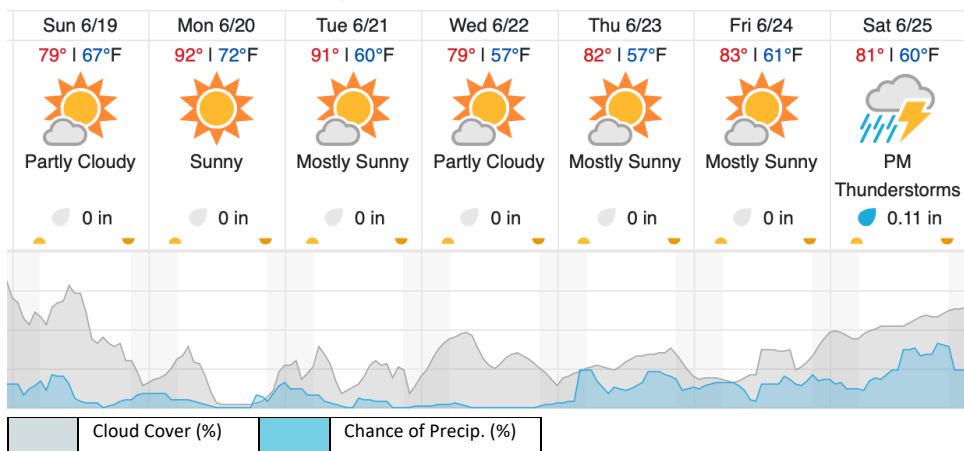 Sun 6/19 Mon 6/20 Tue 6/21 Wed 6/22 Thu 6/23 Fri 6/24 Sat 6/25
79° | 67°F 92° | 72°F 91° | 60°F 79° | 57°F 82° | 57°F 83° | 61°F 81° | 60°F
Partly Cloudy Sunny Mostly Sunny Partly Cloudy Mostly Sunny Mostly Sunny PM
Thunderstorms
0 in 0 in 0 in 0 in 0 in 0 in 0.11 in
Cloud Cover (%) Chance of Precip. (%)